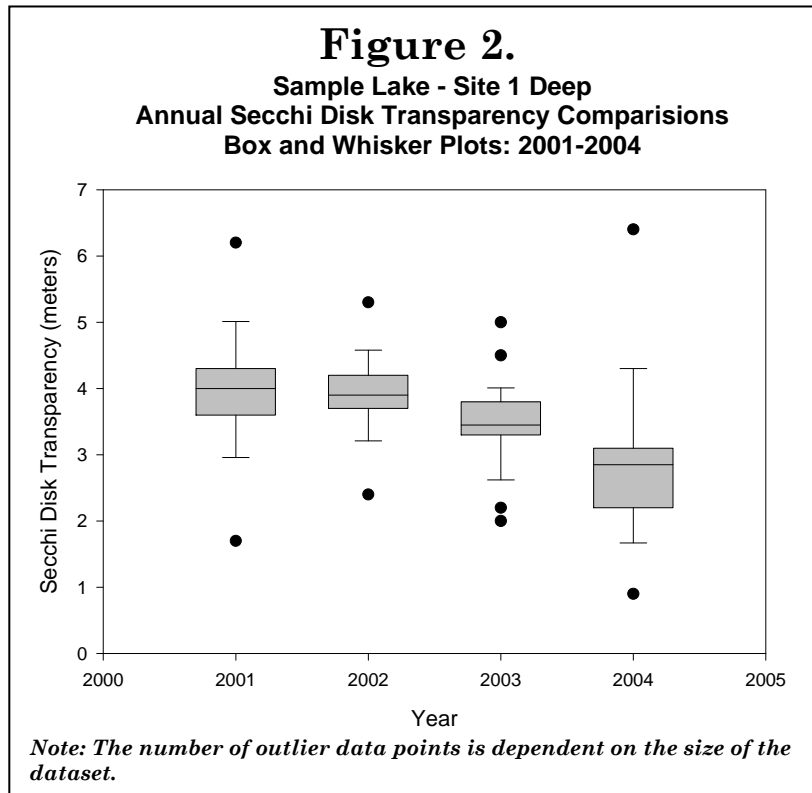 Figure 2.
Sample Lake - Site 1 Deep
Annual Secchi Disk Transparency Comparisions
Box and Whisker Plots: 2001-2004
Secchi Disk Transparency (meters)
7
6
5
4
3
2
1
0
2000 2001 2002 2003 2004 2005
Year
Note: The number of outlier data points is dependent on the size of the
dataset.